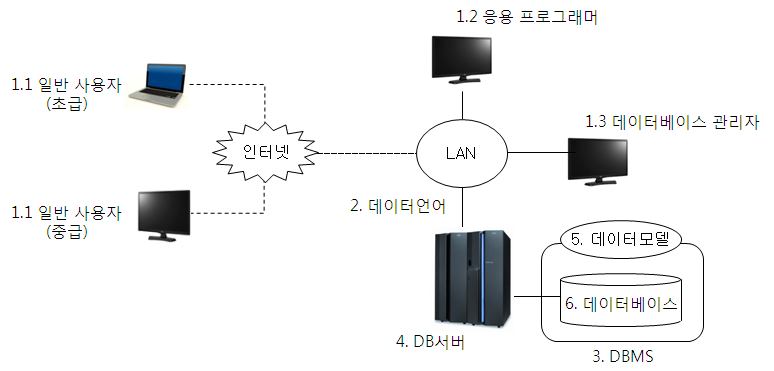 1.2 응용 프로그래머
1.1 일반 사용자
(초급)
1.3 데이터베이스 관리자
인터넷
LAN
1.1 일반 사용자
(중급)
2. 데이터언어
5. 데이터모델
6. 데이터베이스
4. DB서버
3. DBMS